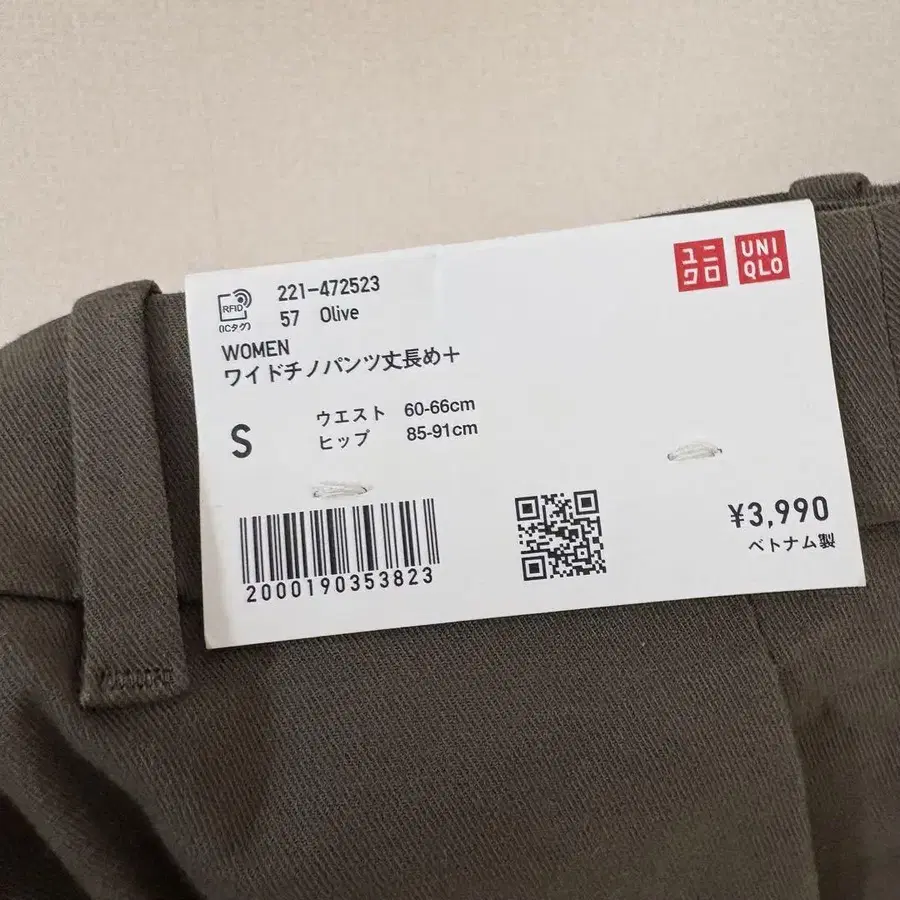 ユニクロ
UNIQLO
RFID
(ICタグ)
221-472523
57 Olive
WOMEN
ワイドチノパンツ丈長め+
S
ウエスト 60-66cm
ヒップ 85-91cm
2000190353823
¥3,990
ベトナム製